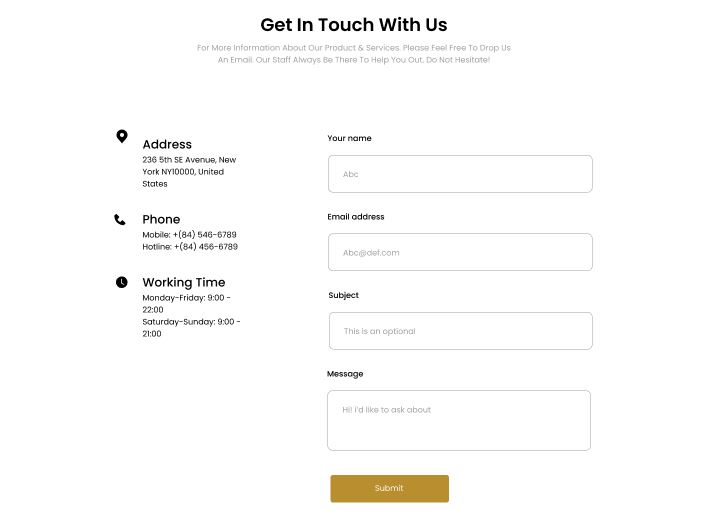 Get In Touch With Us
For More Information About Our Product & Services. Please Feel Free To Drop Us
An Email. Our Staff Always Be There To Help You Out. Do Not Hesitate!
Address
236 5th SE Avenue, New
York NY10000, United
States
Phone
Mobile: +(84) 546-6789
Hotline: +(84) 456-6789
Working Time
Monday-Friday: 9:00 -
22:00
Saturday-Sunday: 9:00 -
21:00
Your name
Abc
Email address
Abc@def.com
Subject
This is an optional
Message
Hi! i'd like to ask about
Submit